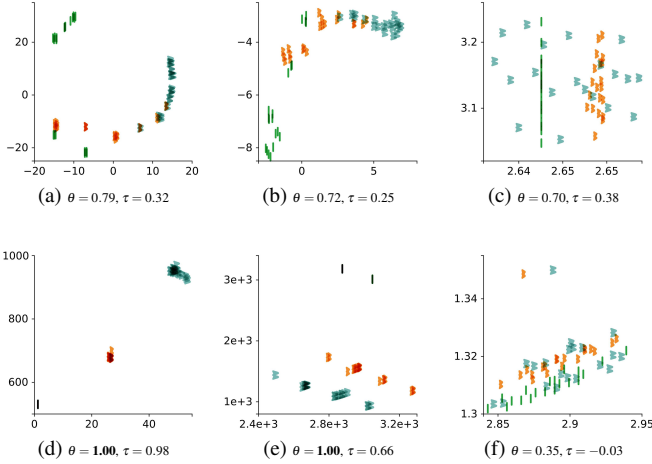 20
0
−20
−20 0 20
(a) θ = 0.79, τ = 0.32
−4
−6
−8
0 5
(b) θ = 0.72, τ = 0.25
3.2
3.1
2.64 2.65 2.65
(c) θ = 0.70, τ = 0.38
1000
800
600
0 20 40
(d) θ = 1.00, τ = 0.98
3e+3
2e+3
1e+3
2.4e+3 2.8e+3 3.2e+3
(e) θ = 1.00, τ = 0.66
1.34
1.32
1.3
2.85 2.9 2.95
(f) θ = 0.35, τ = −0.03